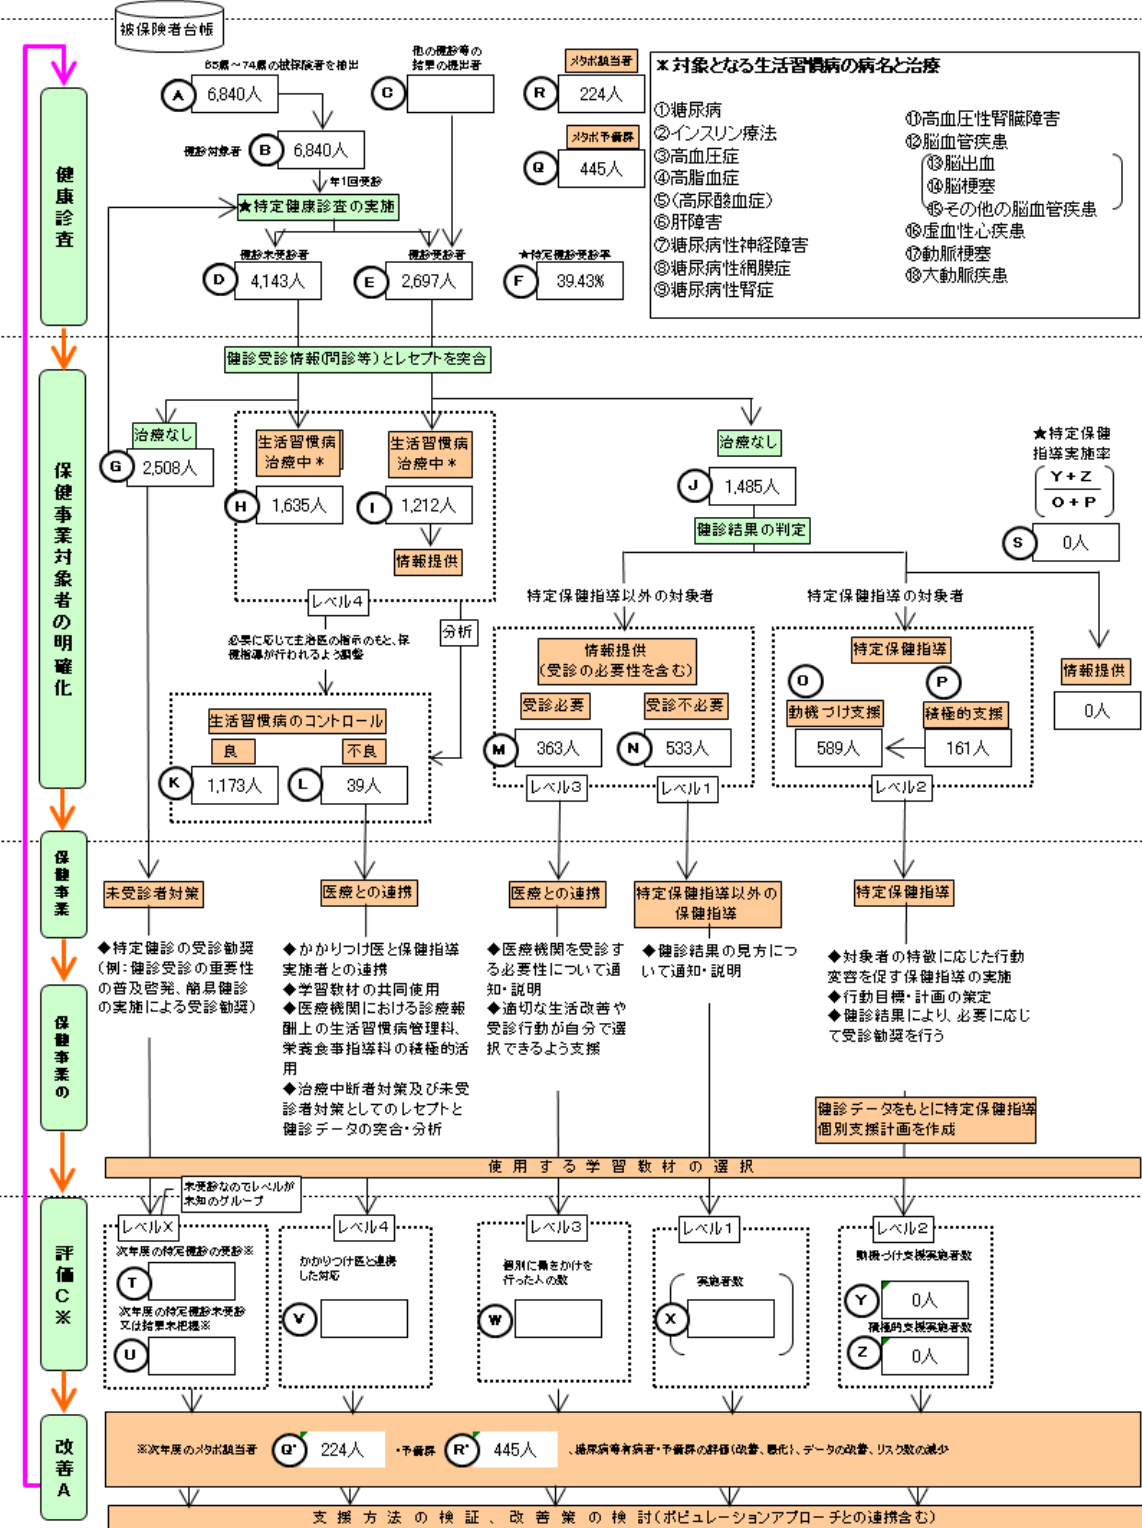 被保険者台帳
65歳～74歳の被保険者を抽出
A 6,840人
他の健診等の
結果の提出者
C
健診対象者 B 6,840人
年1回受診
★特定健康診査の実施
健診未受診者
D 4,143人
健診受診者
E 2,697人
メタボ該当者
R 224人
メタボ予備群
Q 445人
★特定健診受診率
F 39.43%
※対象となる生活習慣病の病名と治療
①糖尿病
②インスリン療法
③高血圧症
④高脂血症
⑤(高尿酸血症)
⑥肝障害
⑦糖尿病性神経障害
⑧糖尿病性網膜症
⑨糖尿病性腎症
⑪高血圧性腎臓障害
⑫脳血管疾患
⑬脳出血
⑭脳梗塞
⑮その他の脳血管疾患
⑯虚血性心疾患
⑰動脈梗塞
⑱大動脈疾患
健康診査
健診受診情報(問診等)とレセプトを突合
治療なし
G 2,508人
生活習慣病
治療中*
H 1,635人
生活習慣病
治療中*
I 1,212人
情報提供
レベル4
必要に応じて主治医の指示のもと、保
健指導が行われるよう調整
分析
生活習慣病のコントロール
良
K 1,173人
不良
L 39人
治療なし
J 1,485人
健診結果の判定
★特定保健
指導実施率
Y+Z
O+P
S 0人
特定保健指導以外の対象者
情報提供
(受診の必要性を含む)
受診必要
M 363人
受診不必要
N 533人
レベル3
レベル1
特定保健指導の対象者
特定保健指導
O
動機づけ支援
589人
P
積極的支援
161人
レベル2
情報提供
0人
保健事業対象者の明確化
保健事業
未受診者対策
◆特定健診の受診勧奨
(例:健診受診の重要性
の普及啓発、簡易健診
の実施による受診勧奨)
医療との連携
◆かかりつけ医と保健指導
実施者との連携
◆学習教材の共同使用
◆医療機関における診療報
酬上の生活習慣病管理料、
栄養食事指導料の積極的活
用
◆治療中断者対策及び未受
診者対策としてのレセプトと
健診データの突合・分析
医療との連携
◆医療機関を受診す
る必要性について通
知・説明
◆適切な生活改善や
受診行動が自分で選
択できるよう支援
特定保健指導以外の
保健指導
◆健診結果の見方につ
いて通知・説明
特定保健指導
◆対象者の特徴に応じた行動
変容を促す保健指導の実施
◆行動目標・計画の策定
◆健診結果により、必要に応じ
て受診勧奨を行う
健診データをもとに特定保健指導
個別支援計画を作成
保健事業の
使用する学習教材の選択
未受診なのでレベルが
未知のグループ
レベルX
次年度の特定健診の受診※
T
次年度の特定健診未受診
又は結果未把握※
U
レベル4
かかりつけ医と連携
した対応
V
レベル3
個別に働きかけを
行った人の数
W
レベル1
実施者数
X
レベル2
動機づけ支援実施者数
Y 0人
積極的支援実施者数
Z 0人
評価C※
改善A
※次年度のメタボ該当者 Q' 224人 ・予備群 R' 445人 、糖尿病等有病者・予備群の評価(改善、悪化)、データの改善、リスク数の減少
支援方法の検証、改善策の検討(ポピュレーションアプローチとの連携含む)